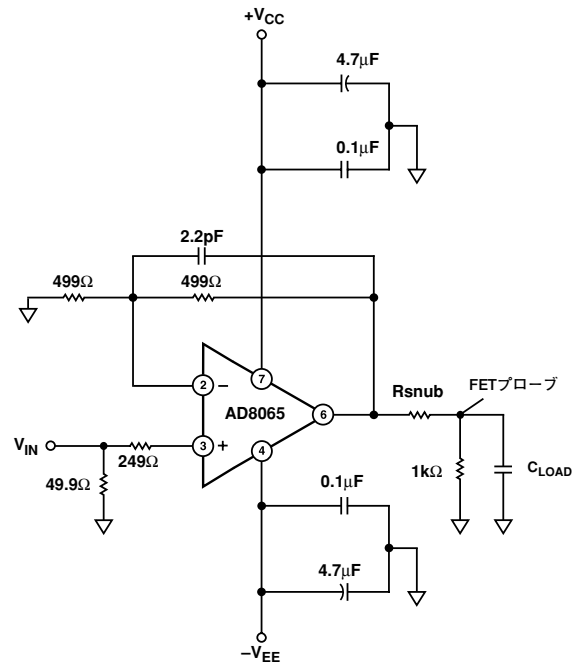 +VCC
4.7μF
0.1μF
2.2pF
499Ω
499Ω
7
2
−
AD8065
6
Rsnub
FETプローブ
VIN
249Ω
3
+
4
49.9Ω
1kΩ
CLOAD
0.1μF
4.7μF
−VEE